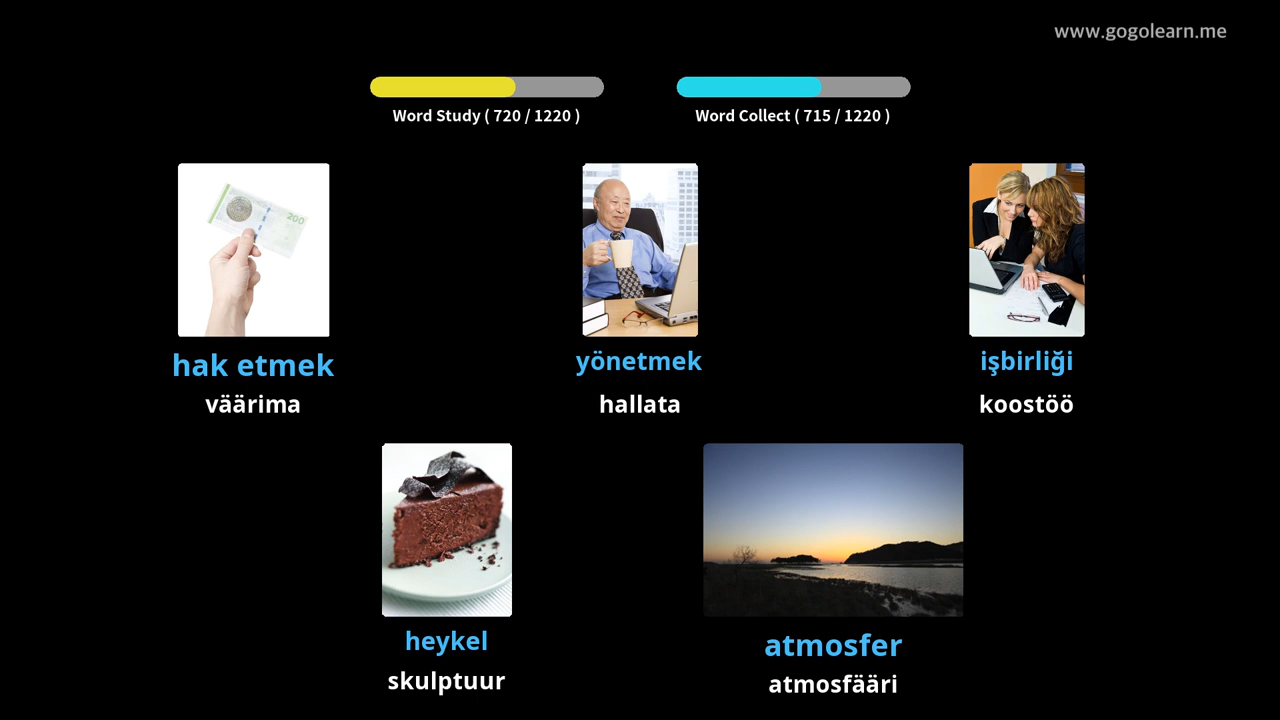 www.gogolearn.me
Word Study ( 720 / 1220 )
Word Collect ( 715 / 1220 )
hak etmek
väärima
yönetmek
hallata
işbirliği
koostöö
200
heykel
skulptuur
atmosfer
atmosfääri